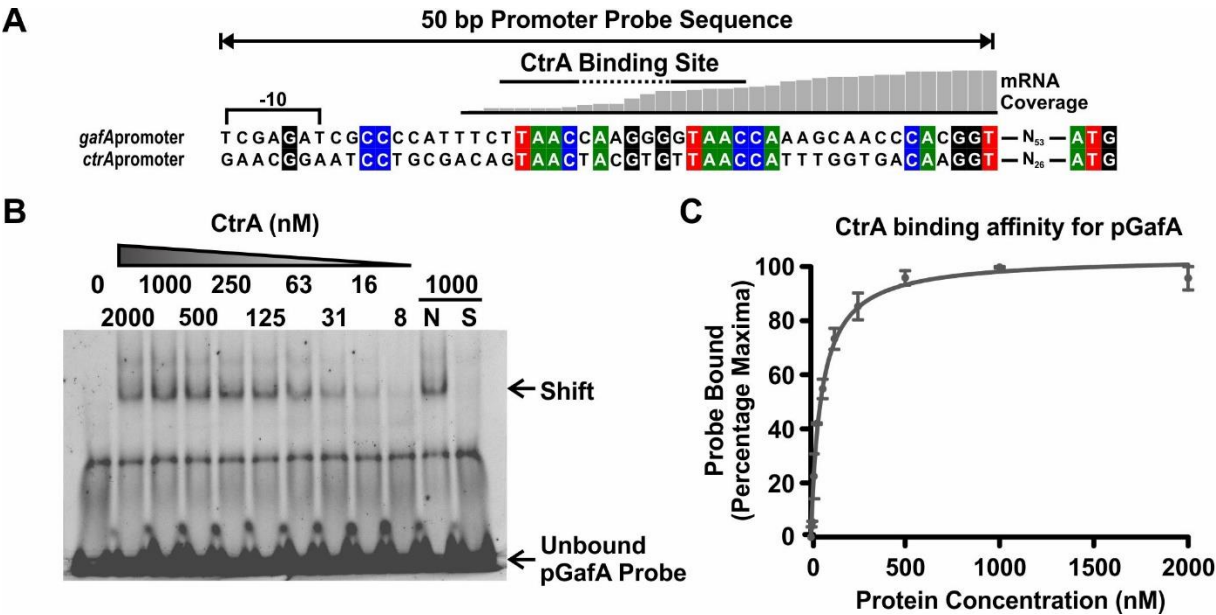 A
50 bp Promoter Probe Sequence
CtrA Binding Site
-10
mRNA
Coverage
gafApromoter TCGAGATCGCCCCATTTCTTAACCAAGGGGTAACCAAAGCAACCCACGGT — N53 — ATG
ctrApromoter GAACGGAATCCTGCGACAGTAACTACGTGTTAACCATTTGGTGACAAGGT — N26 — ATG
B
CtrA (nM)
0 1000 250 63 16 1000
2000 500 125 31 8 N S
Shift
Unbound
pGafA Probe
C
CtrA binding affinity for pGafA
Probe Bound
(Percentage Maxima)
100
80
60
40
20
0
0 500 1000 1500 2000
Protein Concentration (nM)